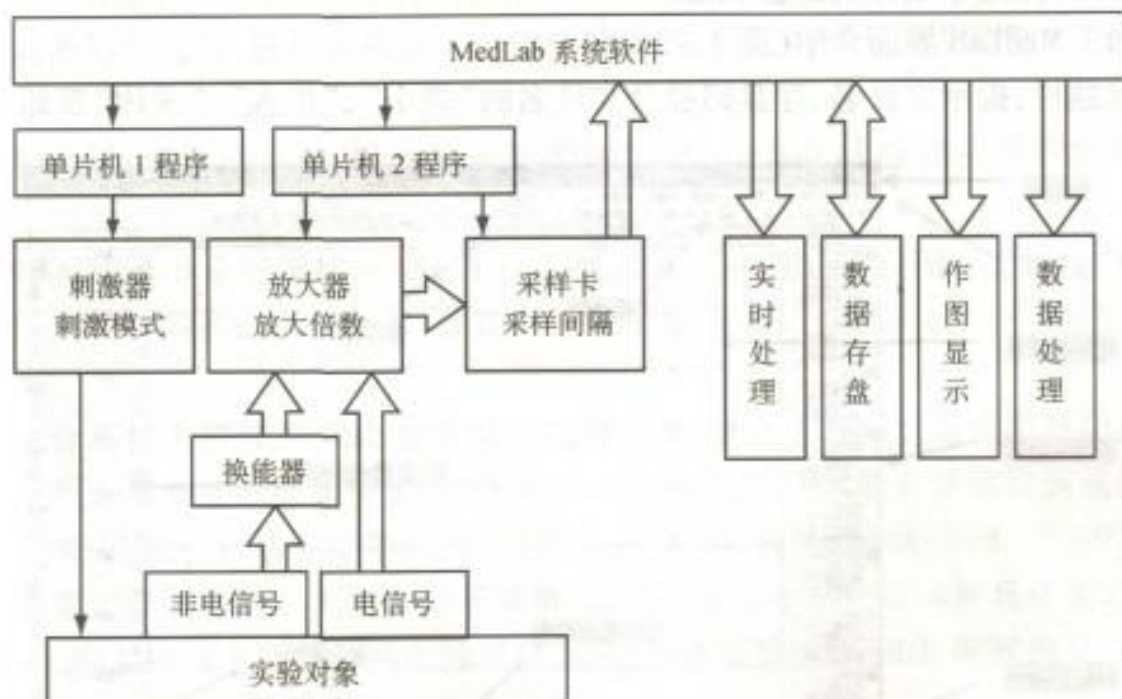 MedLab 系统软件
单片机 1 程序
单片机 2 程序
刺激器
刺激模式
放大器
放大倍数
采样卡
采样间隔
实时处理
数据存盘
作图显示
数据处理
换能器
非电信号
电信号
实验对象